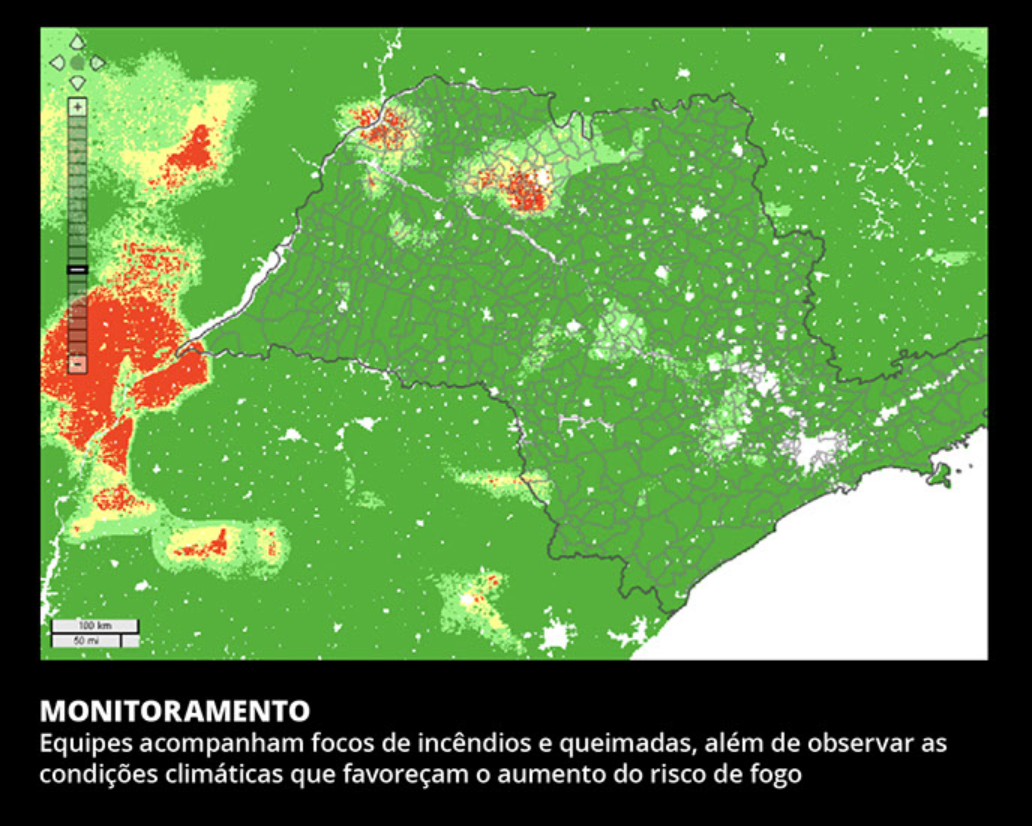 +
-
100 km
50 mi
MONITORAMENTO
Equipes acompanham focos de incêndios e queimadas, além de observar as
condições climáticas que favoreçam o aumento do risco de fogo